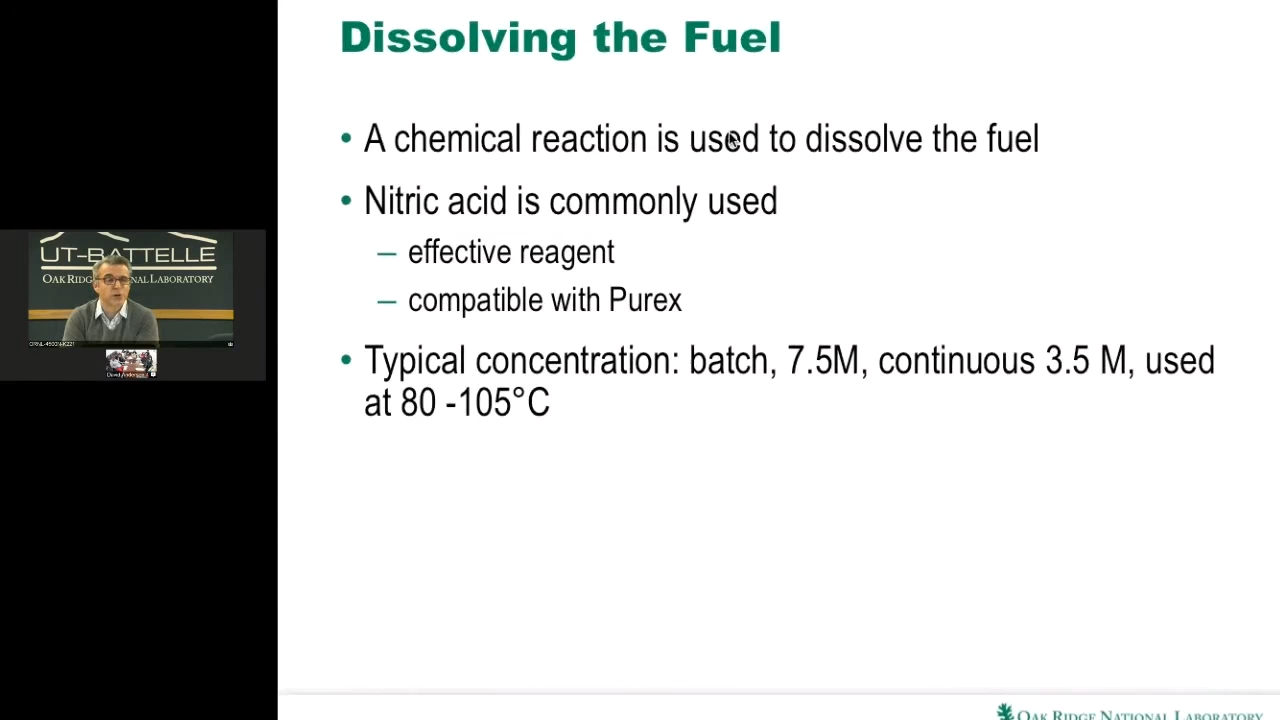 Dissolving the Fuel
• A chemical reaction is used to dissolve the fuel
• Nitric acid is commonly used
– effective reagent
– compatible with Purex
• Typical concentration: batch, 7.5M, continuous 3.5 M, used
at 80 -105°C
UT-BATTELLE
OAK RIDGE NATIONAL LABORATORY
OAK RIDGE NATIONAL LABORATORY